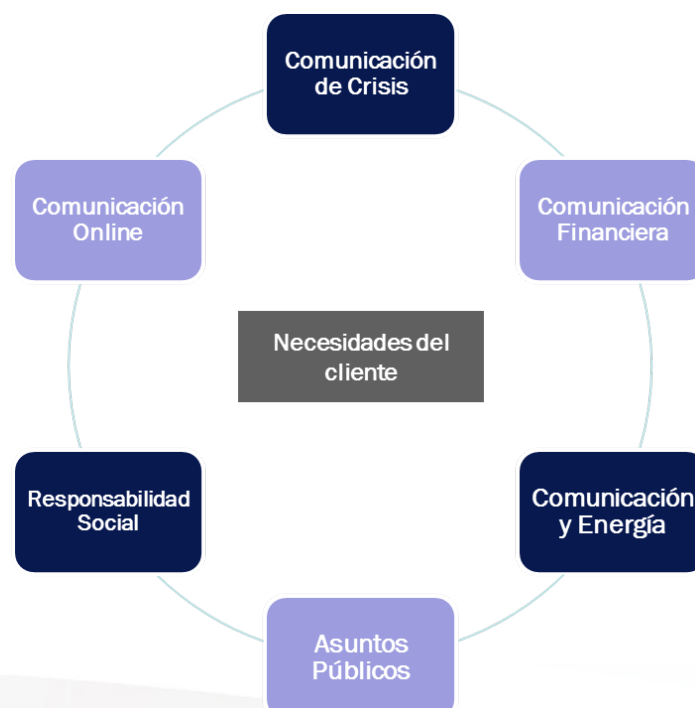 Comunicación
de Crisis
Comunicación
Online
Comunicación
Financiera
Necesidades del
cliente
Responsabilidad
Social
Comunicación
y Energía
Asuntos
Públicos